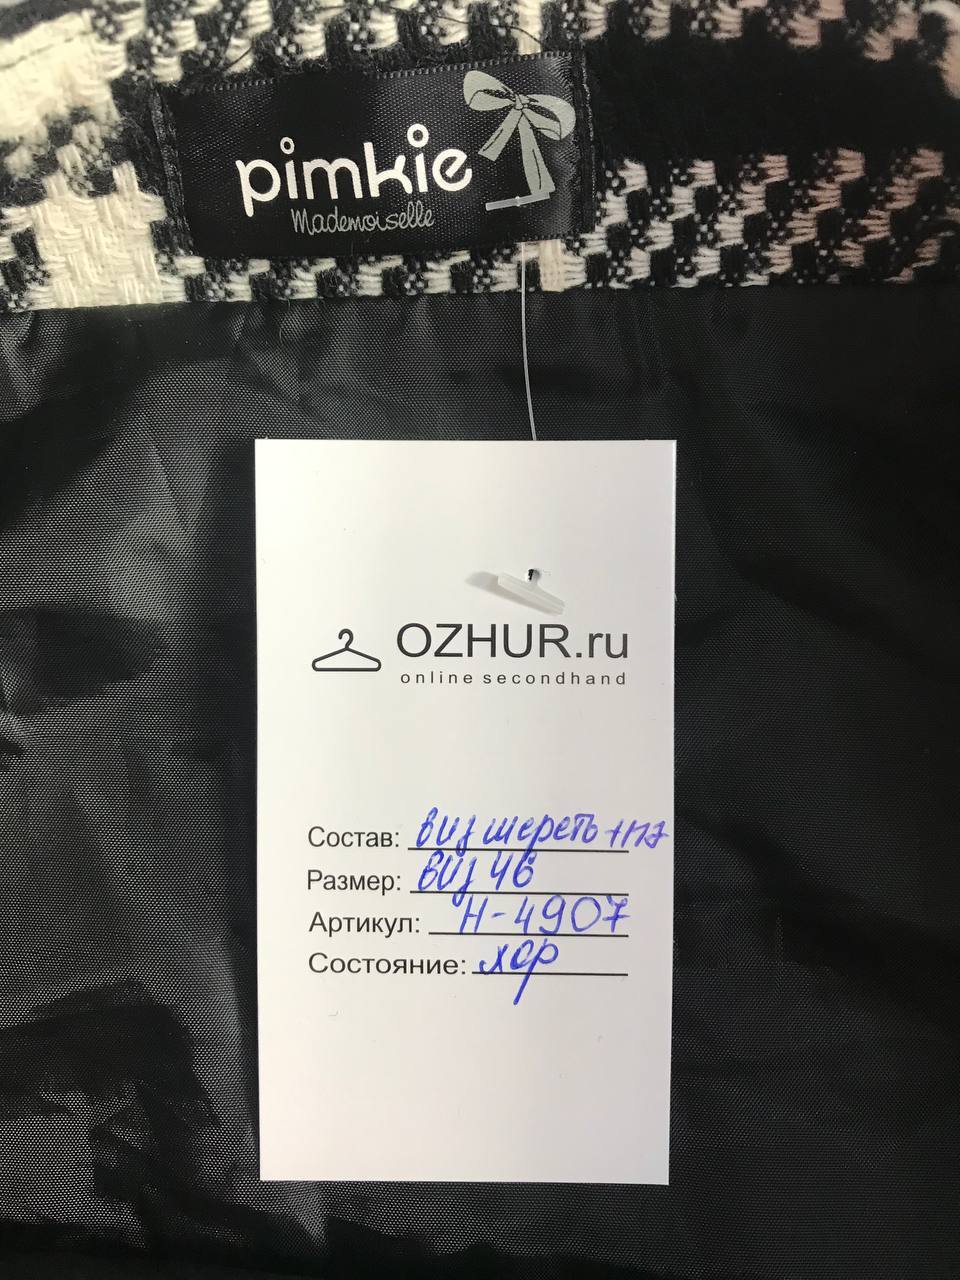 pimkie
Mademoiselle
OZHUR.ru
online secondhand
Состав: виз шерсть + пэ
Размер: виз 46
Артикул: Н-4907
Состояние: хор